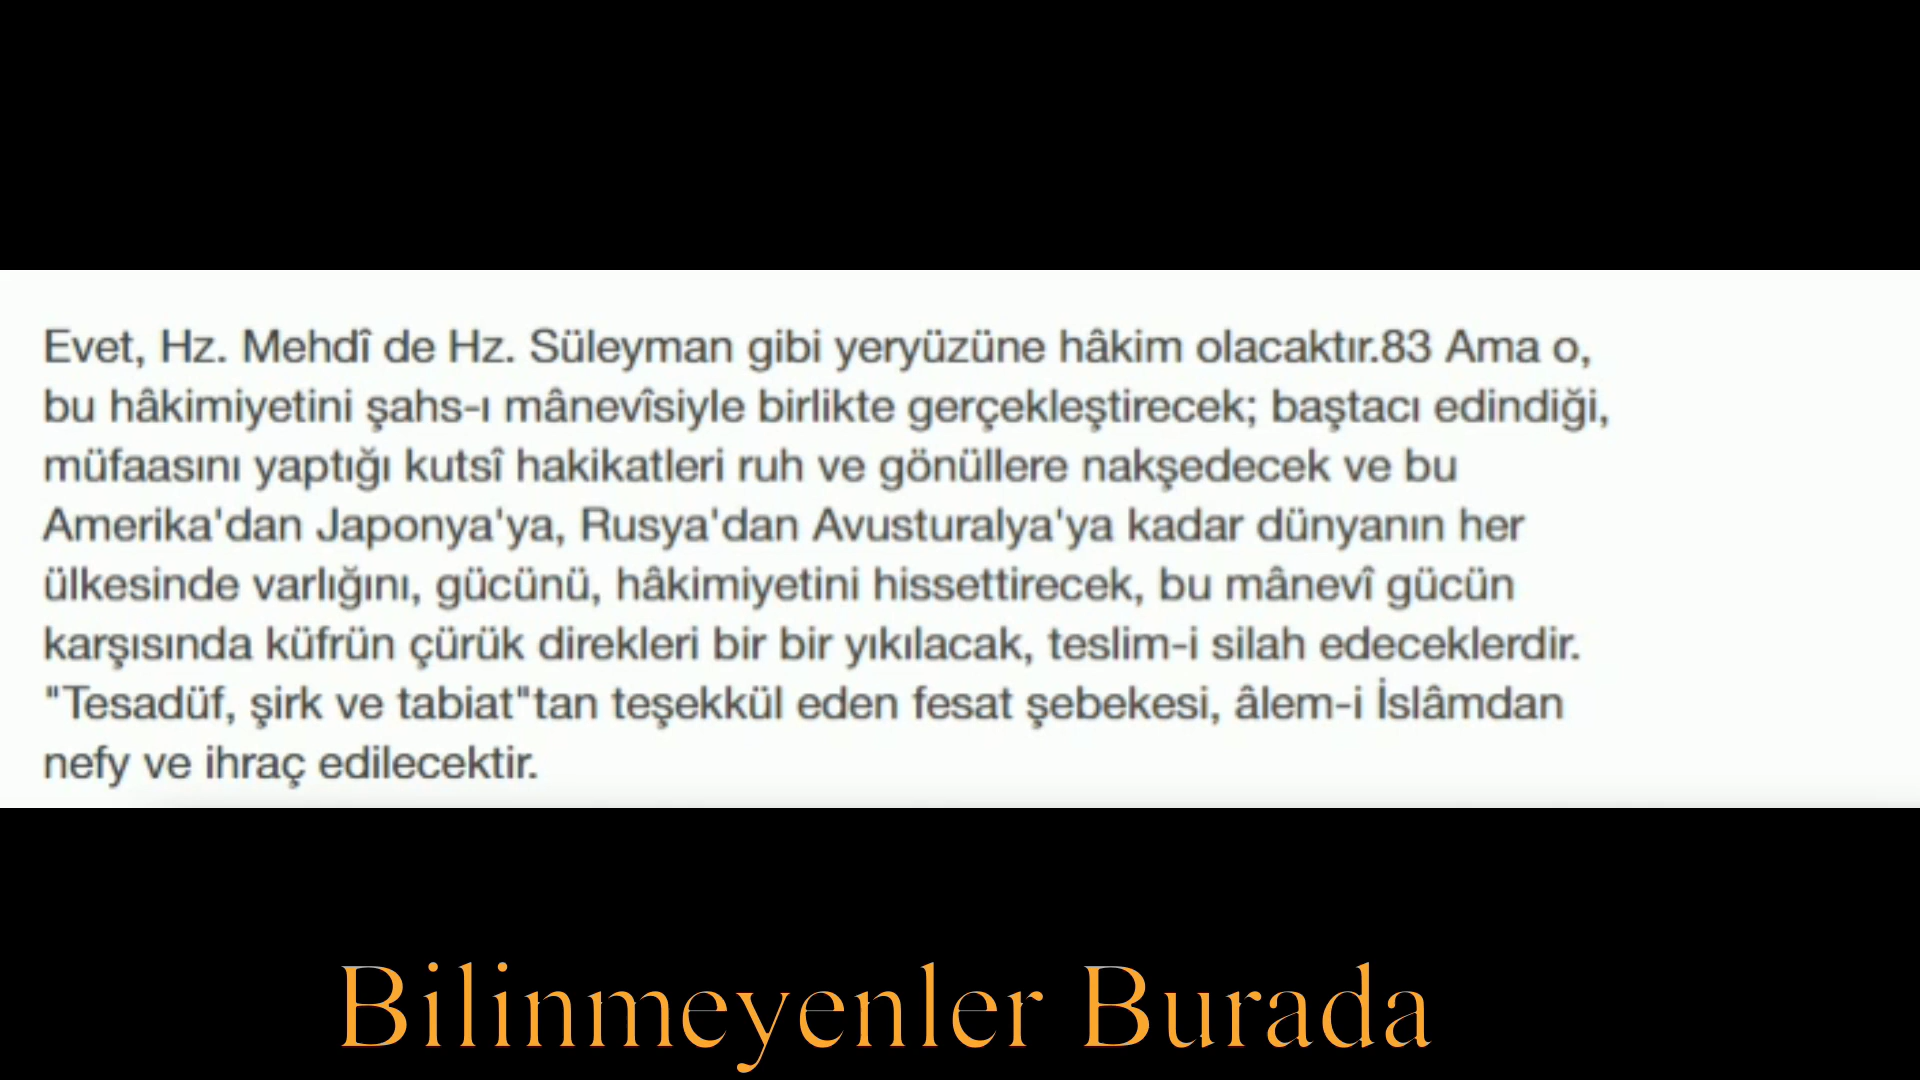 Evet, Hz. Mehdî de Hz. Süleyman gibi yeryüzüne hâkim olacaktır.83 Ama o,
bu hâkimiyetini şahs-ı mânevîsiyle birlikte gerçekleştirecek; baştacı edindiği,
müfaasını yaptığı kutsî hakikatleri ruh ve gönüllere nakşedecek ve bu
Amerika'dan Japonya'ya, Rusya'dan Avusturalya'ya kadar dünyanın her
ülkesinde varlığını, gücünü, hâkimiyetini hissettirecek, bu mânevî gücün
karşısında küfrün çürük direkleri bir bir yıkılacak, teslim-i silah edeceklerdir.
"Tesadüf, şirk ve tabiat"tan teşekkül eden fesat şebekesi, âlem-i İslâmdan
nefy ve ihraç edilecektir.
Bilinmeyenler Burada